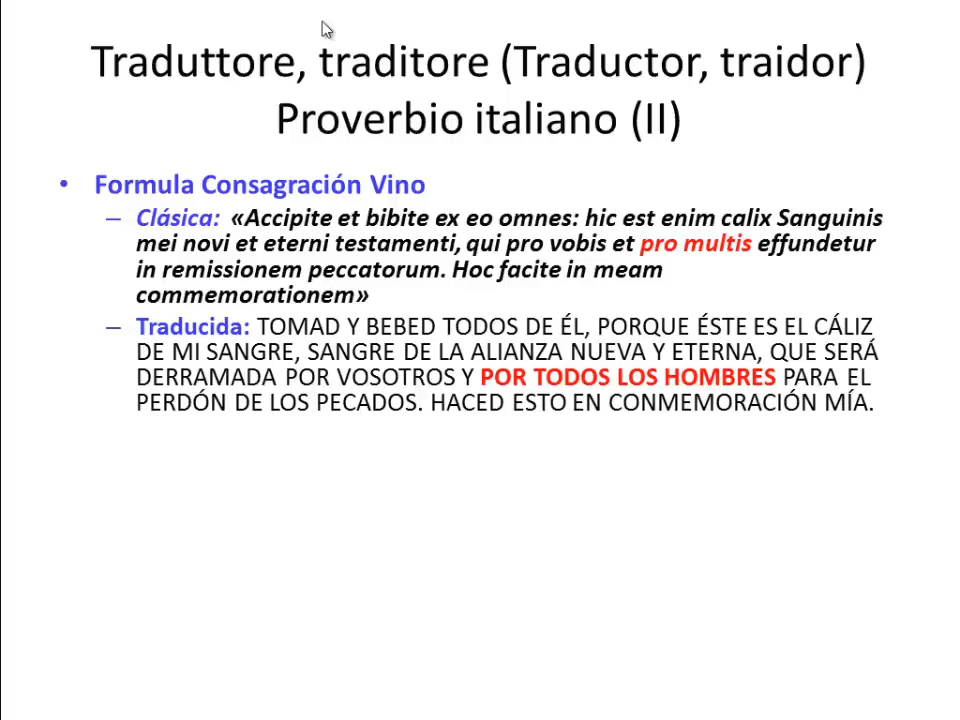 Traduttore, traditore (Traductor, traidor)
Proverbio italiano (II)
• Formula Consagración Vino
– Clásica: «Accipite et bibite ex eo omnes: hic est enim calix Sanguinis
mei novi et eterni testamenti, qui pro vobis et pro multis effundetur
in remissionem peccatorum. Hoc facite in meam
commemorationem»
– Traducida: TOMAD Y BEBED TODOS DE ÉL, PORQUE ÉSTE ES EL CÁLIZ
DE MI SANGRE, SANGRE DE LA ALIANZA NUEVA Y ETERNA, QUE SERÁ
DERRAMADA POR VOSOTROS Y POR TODOS LOS HOMBRES PARA EL
PERDÓN DE LOS PECADOS. HACED ESTO EN CONMEMORACIÓN MÍA.